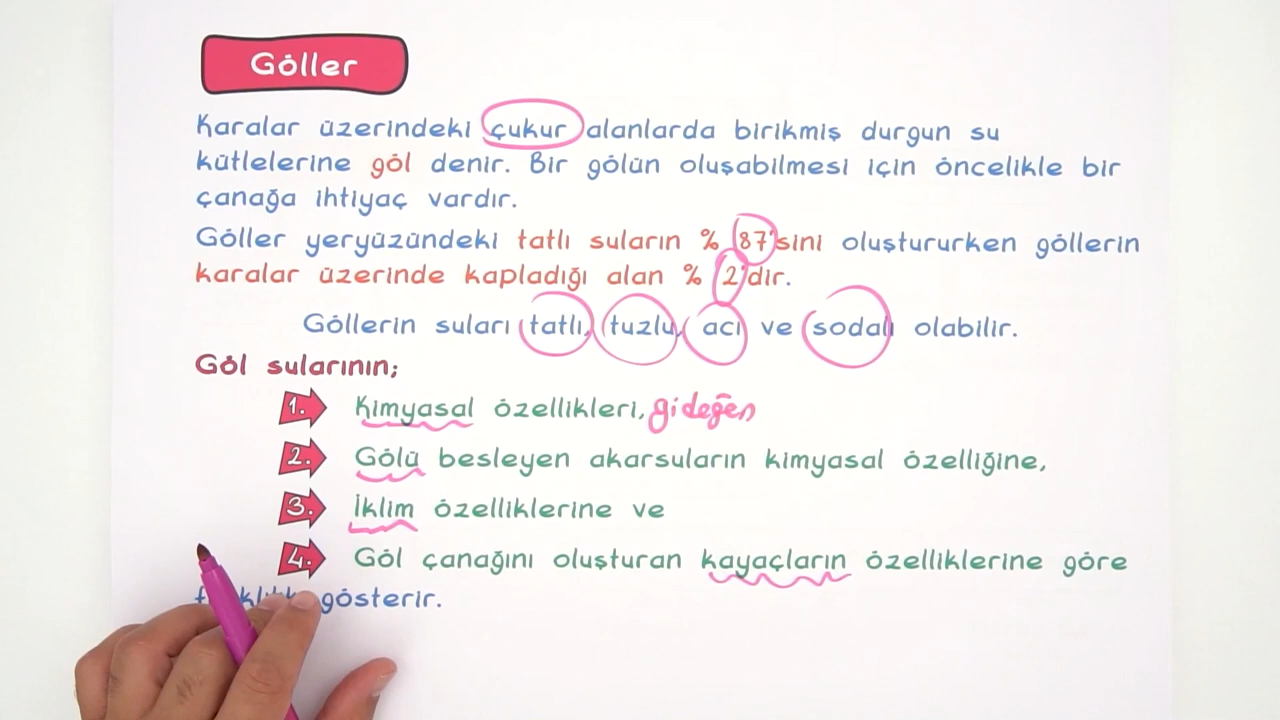 Göller
Karalar üzerindeki çukur alanlarda birikmiş durgun su
kütlelerine göl denir. Bir gölün oluşabilmesi için öncelikle bir
çanağa ihtiyaç vardır.
Göller yeryüzündeki tatlı suların % 87'sini oluştururken göllerin
karalar üzerinde kapladığı alan % 2'dir.
Göllerin suları tatlı, tuzlu, acı ve sodalı olabilir.
Göl sularının;
1. Kimyasal özellikleri, gideğen
2. Gölü besleyen akarsuların kimyasal özelliğine,
3. İklim özelliklerine ve
4. Göl çanağını oluşturan kayaçların özelliklerine göre
gösterir.